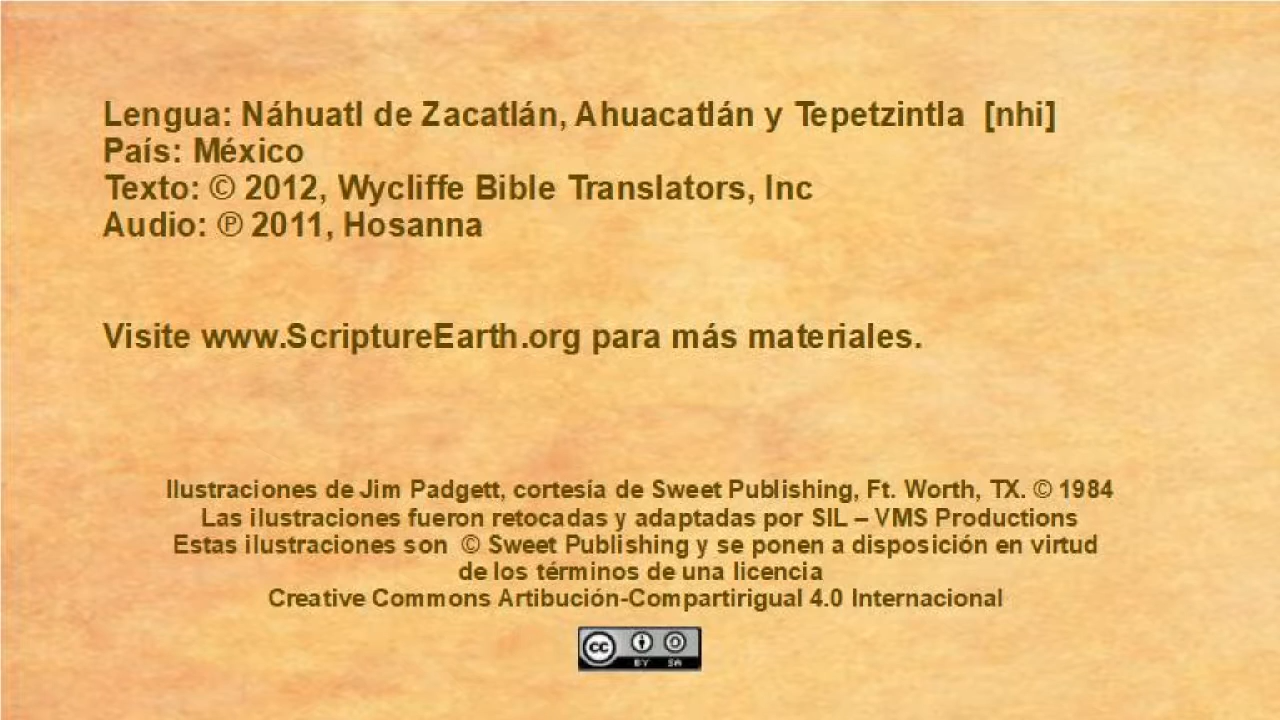 Lengua: Náhuatl de Zacatlán, Ahuacatlán y Tepetzintla [nhi]
País: México
Texto: © 2012, Wycliffe Bible Translators, Inc
Audio: ℗ 2011, Hosanna
Visite www.ScriptureEarth.org para más materiales.
Ilustraciones de Jim Padgett, cortesía de Sweet Publishing, Ft. Worth, TX. © 1984
Las ilustraciones fueron retocadas y adaptadas por SIL – VMS Productions
Estas ilustraciones son © Sweet Publishing y se ponen a disposición en virtud
de los términos de una licencia
Creative Commons Artibución-Compartirigual 4.0 Internacional
cc BY SA